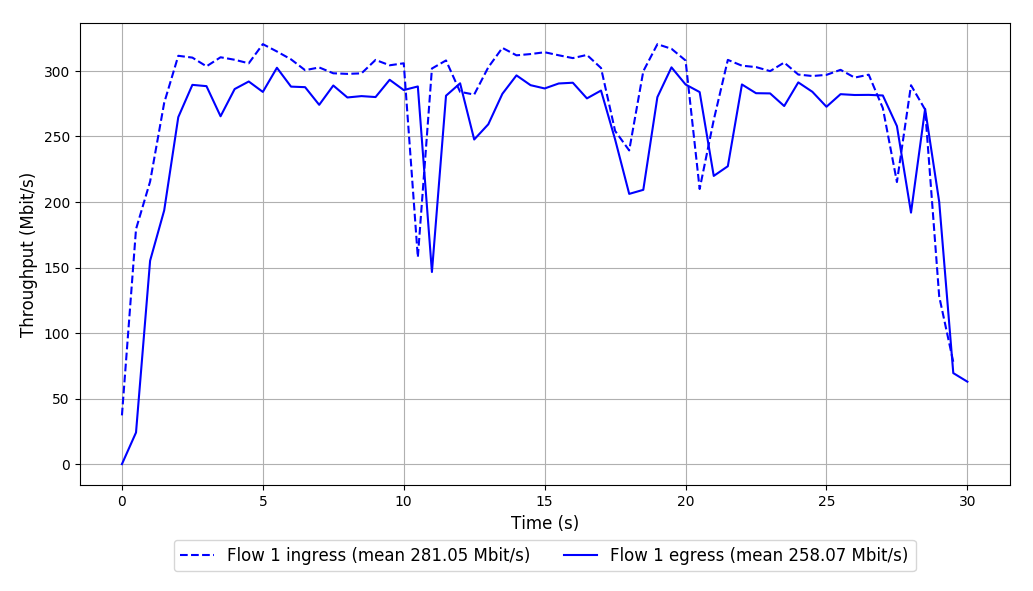 Throughput (Mbit/s)
300
250
200
150
100
50
0
0 5 10 15 20 25 30
Time (s)
Flow 1 ingress (mean 281.05 Mbit/s) Flow 1 egress (mean 258.07 Mbit/s)